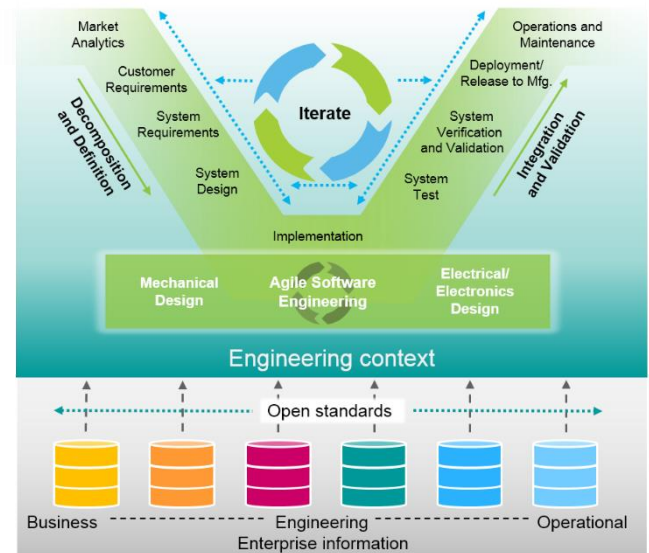 Market
Analytics
Customer
Requirements
System
Requirements
System
Design
Decomposition
and Definition
Iterate
Operations and
Maintenance
Deployment/
Release to Mfg.
System
Verification
and Validation
System
Test
Integration
and Validation
Implementation
Mechanical
Design
Agile Software
Engineering
Electrical/
Electronics
Design
Engineering context
Open standards
Business
Engineering
Operational
Enterprise information